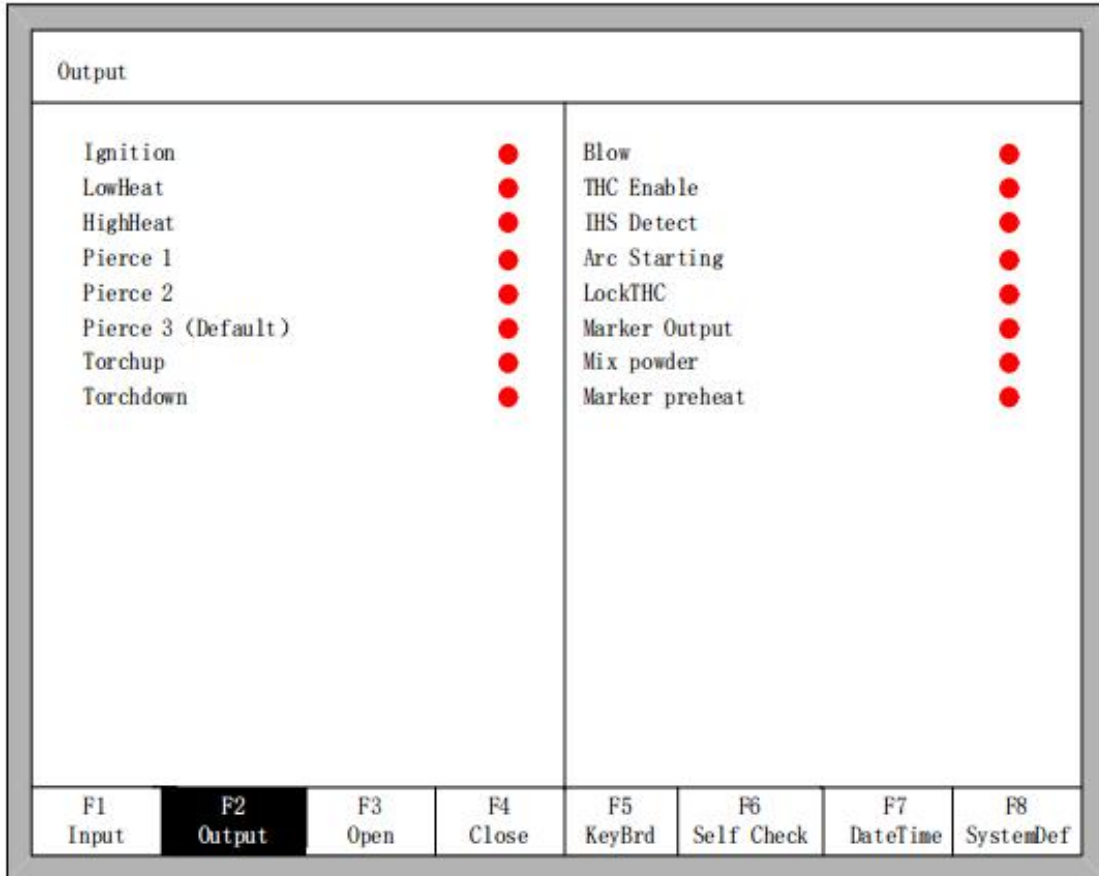 Output
Ignition
LowHeat
HighHeat
Pierce 1
Pierce 2
Pierce 3 (Default)
Torchup
Torchdown
Blow
THC Enable
IHS Detect
Arc Starting
LockTHC
Marker Output
Mix powder
Marker preheat
F1
Input
F2
Output
F3
Open
F4
Close
F5
KeyBrd
F6
Self Check
F7
DateTime
F8
SystemDef